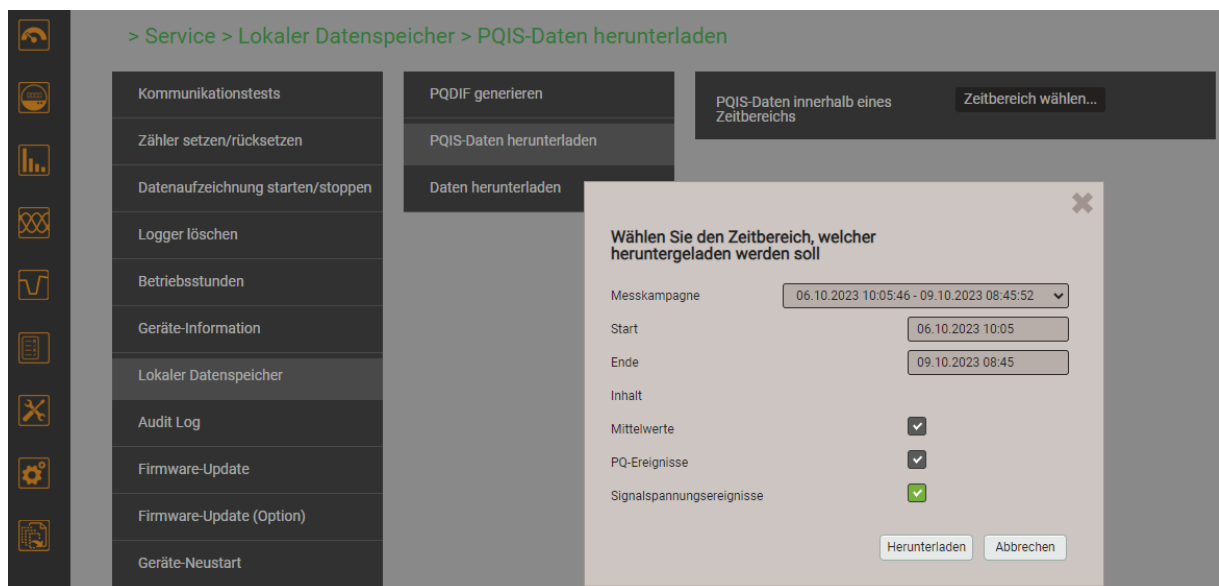 > Service > Lokaler Datenspeicher > PQIS-Daten herunterladen
Kommunikationstests
Zähler setzen/rücksetzen
Datenaufzeichnung starten/stoppen
Logger löschen
Betriebsstunden
Geräte-Information
Lokaler Datenspeicher
Audit Log
Firmware-Update
Firmware-Update (Option)
Geräte-Neustart
PQDIF generieren
PQIS-Daten herunterladen
Daten herunterladen
PQIS-Daten innerhalb eines
Zeitbereichs
Zeitbereich wählen...
Wählen Sie den Zeitbereich, welcher
heruntergeladen werden soll
Messkampagne 06.10.2023 10:05:46 - 09.10.2023 08:45:52
Start 06.10.2023 10:05
Ende 09.10.2023 08:45
Inhalt
Mittelwerte
PQ-Ereignisse
Signalspannungsereignisse
Herunterladen Abbrechen